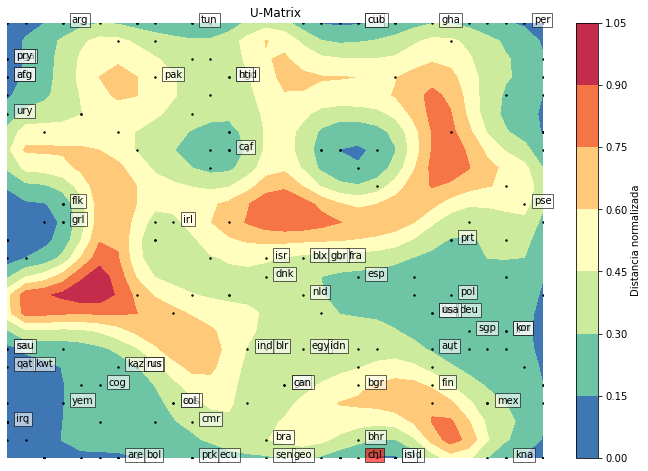 U-Matrix
arg tun cub gha per
pry
afg pak htd
ury
caf
flk pse
grl irl
prt
isr blx gbr fra
dnk esp
nld pol
usa deu
sgp kor
sau ind blr egy idn aut
qat kwt kaz rus
cog can bgr fin
yem mex
irq cmr
bra bhr
are bol prk ecu sen geo chl isl kna
1.05
0.90
0.75
0.60
0.45
0.30
0.15
0.00
Distancia normalizada